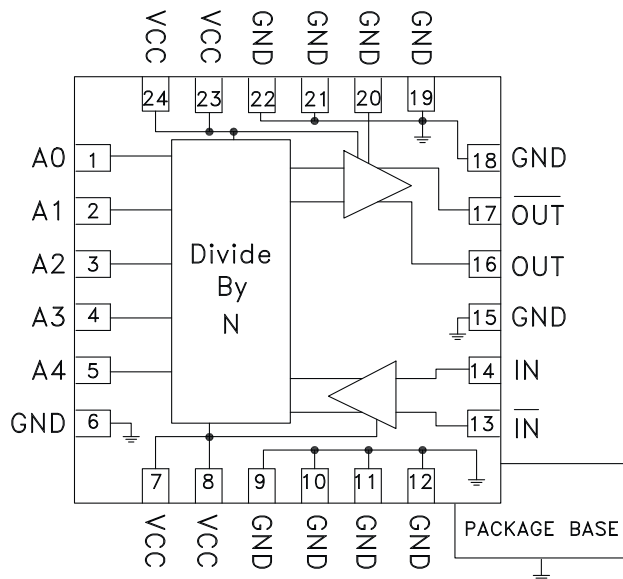 VCC VCC GND GND GND GND
24 23 22 21 20 19
A0 1
A1 2
A2 3
A3 4
A4 5
GND 6
Divide
By
N
18 GND
17 OUT
16 OUT
15 GND
14 IN
13 IN
7 8 9 10 11 12
VCC VCC GND GND GND GND
PACKAGE BASE